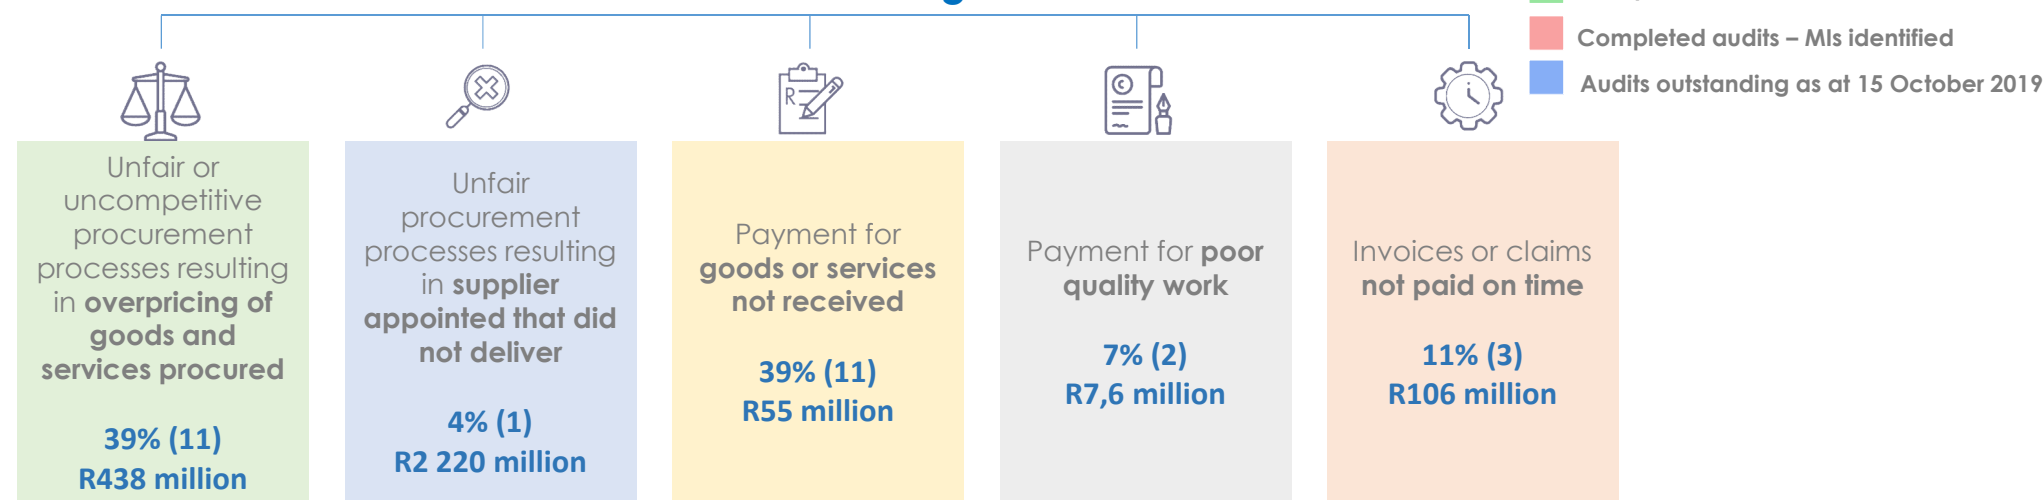 Completed audits – MIs identified
Audits outstanding as at 15 October 2019
R
Unfair or
uncompetitive
procurement
processes resulting
in overpricing of
goods and
services procured
39% (11)
R438 million
Unfair
procurement
processes resulting
in supplier
appointed that did
not deliver
4% (1)
R2 220 million
Payment for
goods or services
not received
39% (11)
R55 million
Payment for poor
quality work
7% (2)
R7,6 million
Invoices or claims
not paid on time
11% (3)
R106 million